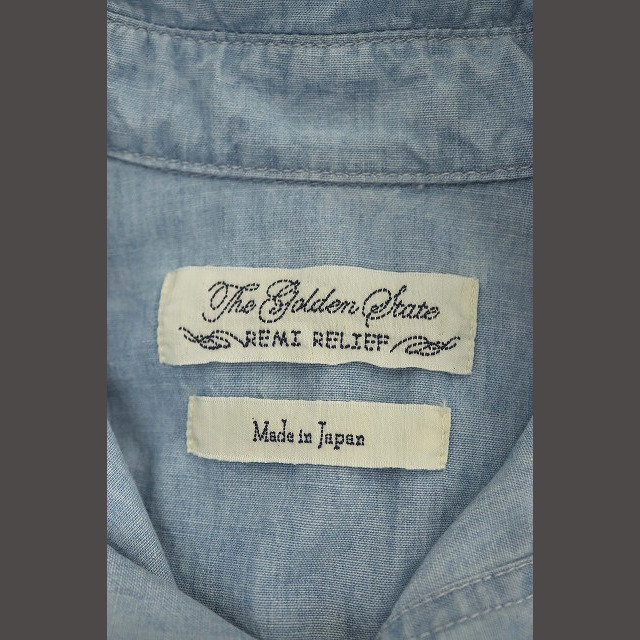 The Golden State
REMI RELIEF
Made in Japan